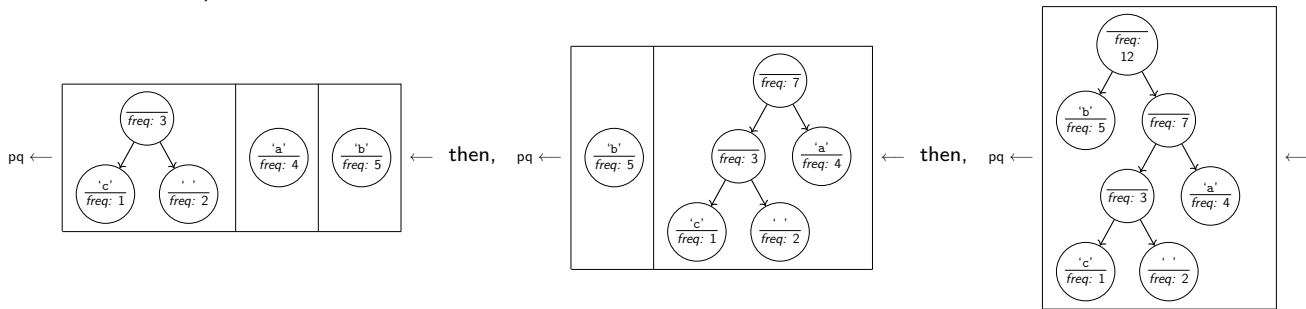 pq ←
freq: 3
'c'
freq: 1
' '
freq: 2
'a'
freq: 4
'b'
freq: 5
← then,
pq ←
'b'
freq: 5
freq: 7
freq: 3
'a'
freq: 4
'c'
freq: 1
' '
freq: 2
← then,
pq ←
freq:
12
'b'
freq: 5
freq: 7
freq: 3
'a'
freq: 4
'c'
freq: 1
' '
freq: 2
←